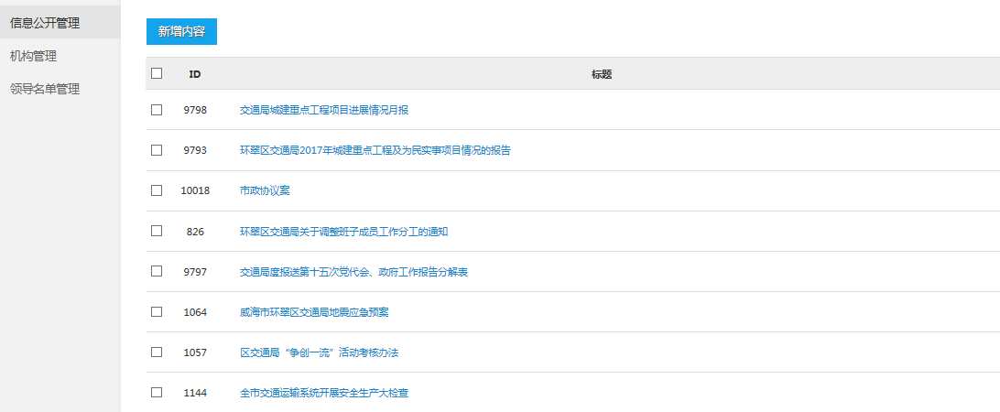 信息公开管理
机构管理
领导名单管理
新增内容
ID 标题
9798 交通局城建重点工程项目进展情况月报
9793 环翠区交通局2017年城建重点工程及为民实事项目情况的报告
10018 市政协议案
826 环翠区交通局关于调整班子成员工作分工的通知
9797 交通局度报送第十五次党代会、政府工作报告分解表
1064 威海市环翠区交通局地震应急预案
1057 区交通局“争创一流”活动考核办法
1144 全市交通运输系统开展安全生产大检查